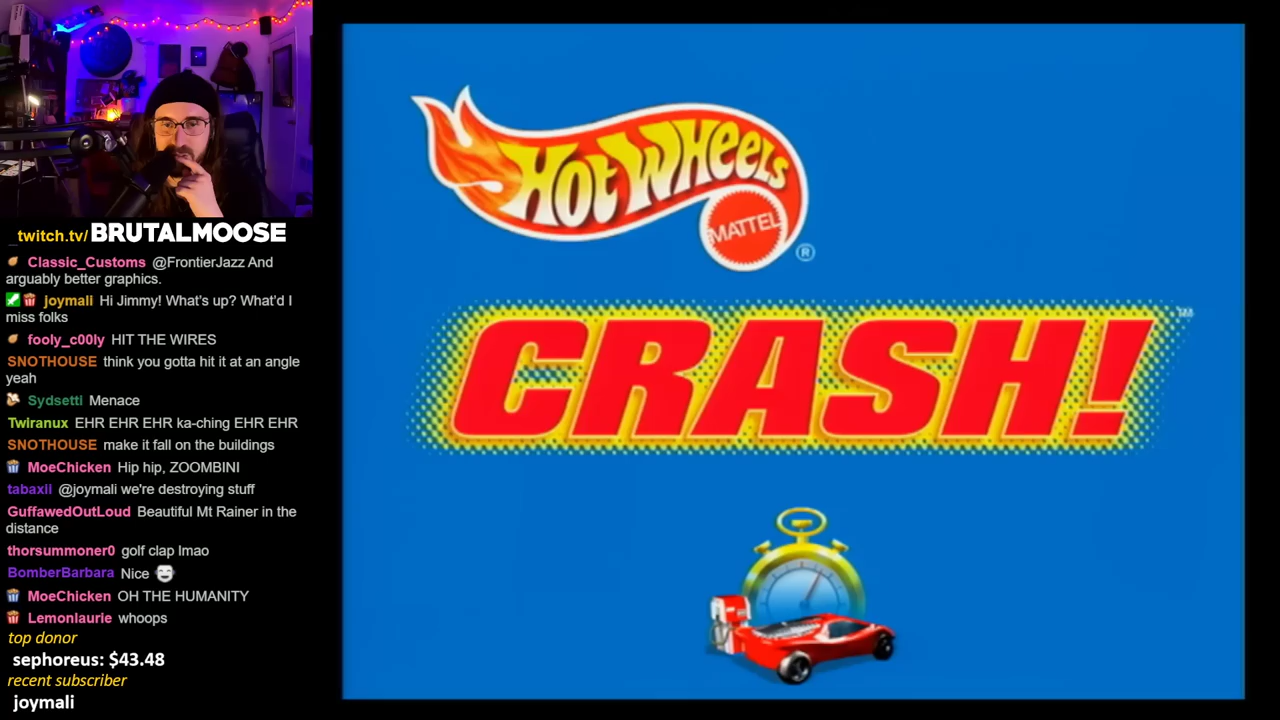 _twitch.tv/BRUTALMOOSE
Classic_Customs @FrontierJazz And
arguably better graphics.
joymali Hi Jimmy! What's up? What'd I
miss folks
fooly_c00ly HIT THE WIRES
SNOTHOUSE think you gotta hit it at an angle
yeah
Sydsetti Menace
Twiranux EHR EHR EHR ka-ching EHR EHR
SNOTHOUSE make it fall on the buildings
MoeChicken Hip hip, ZOOMBINI
tabaxli @joymali we're destroying stuff
GuffawedOutLoud Beautiful Mt Rainer in the
distance
thorsummoner0 golf clap lmao
BomberBarbara Nice
MoeChicken OH THE HUMANITY
Lemonlaurie whoops
top donor
sephoreus: $43.48
recent subscriber
joymali
HOT WHEELS
MATTEL ®
CRASH! ™